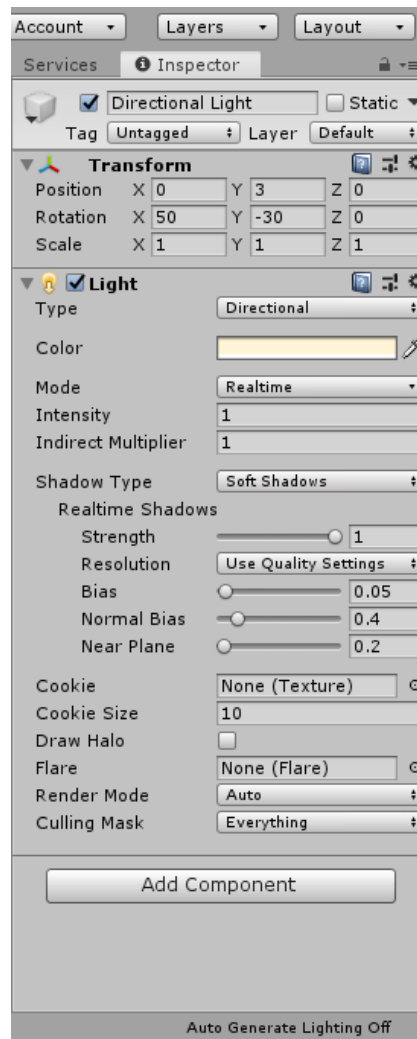 Account Layers Layout
Services Inspector
Directional Light Static
Tag Untagged Layer Default
Transform
Position X 0 Y 3 Z 0
Rotation X 50 Y -30 Z 0
Scale X 1 Y 1 Z 1
Light
Type Directional
Color
Mode Realtime
Intensity 1
Indirect Multiplier 1
Shadow Type Soft Shadows
Realtime Shadows
Strength 1
Resolution Use Quality Settings
Bias 0.05
Normal Bias 0.4
Near Plane 0.2
Cookie None (Texture)
Cookie Size 10
Draw Halo
Flare None (Flare)
Render Mode Auto
Culling Mask Everything
Add Component
Auto Generate Lighting Off